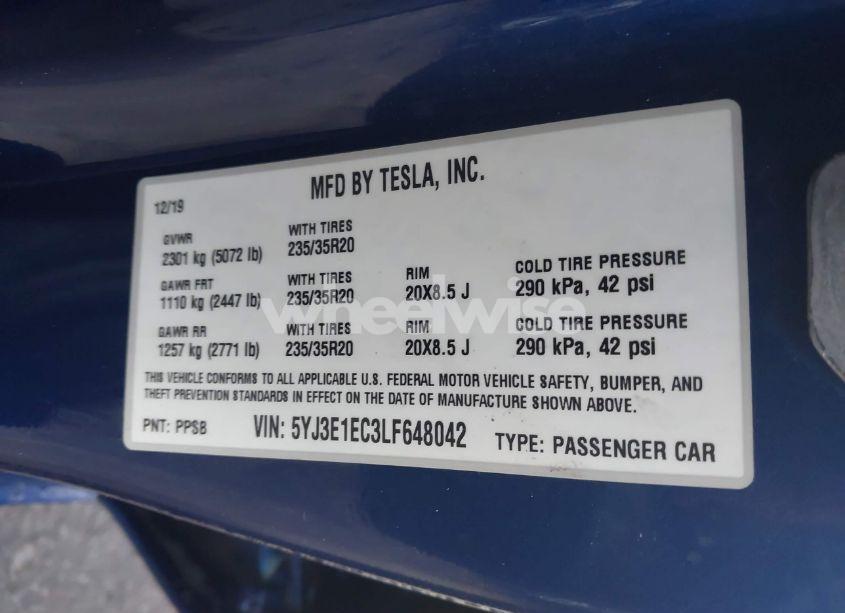 MFD BY TESLA, INC.
12/19
GVWR WITH TIRES
2301 kg (5072 lb) 235/35R20
GAWR FRT WITH TIRES RIM COLD TIRE PRESSURE
1110 kg (2447 lb) 235/35R20 20X8.5 J 290 kPa, 42 psi
GAWR RR WITH TIRES RIM COLD TIRE PRESSURE
1257 kg (2771 lb) 235/35R20 20X8.5 J 290 kPa, 42 psi
THIS VEHICLE CONFORMS TO ALL APPLICABLE U.S. FEDERAL MOTOR VEHICLE SAFETY, BUMPER, AND
THEFT PREVENTION STANDARDS IN EFFECT ON THE DATE OF MANUFACTURE SHOWN ABOVE.
PNT: PPSB VIN: 5YJ3E1EC3LF648042 TYPE: PASSENGER CAR
wheelwise